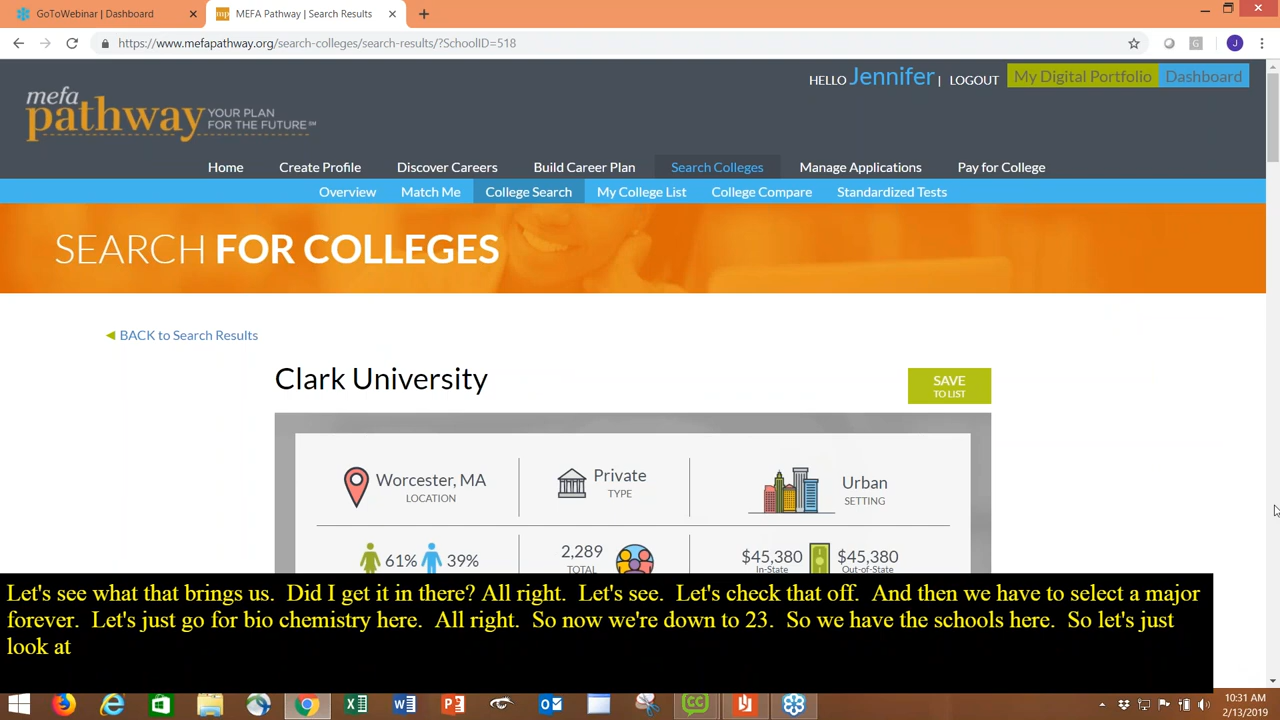 GoToWebinar | Dashboard
MEFA Pathway | Search Results
https://www.mefapathway.org/search-colleges/search-results/?SchoolID=518
J
HELLO Jennifer | LOGOUT My Digital Portfolio Dashboard
mefa
pathway YOUR PLAN
FOR THE FUTURE℠
Home Create Profile Discover Careers Build Career Plan Search Colleges Manage Applications Pay for College
Overview Match Me College Search My College List College Compare Standardized Tests
SEARCH FOR COLLEGES
BACK to Search Results
Clark University
SAVE
TO LIST
Worcester, MA
LOCATION
Private
TYPE
Urban
SETTING
61% 39%
2,289
TOTAL
$45,380
In-State
$45,380
Out-of-State
Let's see what that brings us. Did I get it in there? All right. Let's see. Let's check that off. And then we have to select a major
forever. Let's just go for bio chemistry here. All right. So now we're down to 23. So we have the schools here. So let's just
look at
10:31 AM
2/13/2019